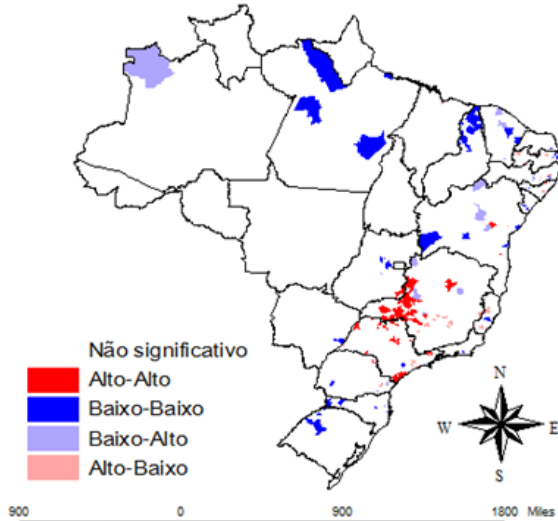 Não significativo
Alto-Alto
Baixo-Baixo
Baixo-Alto
Alto-Baixo
N
W E
S
900 0 900 1800 Miles